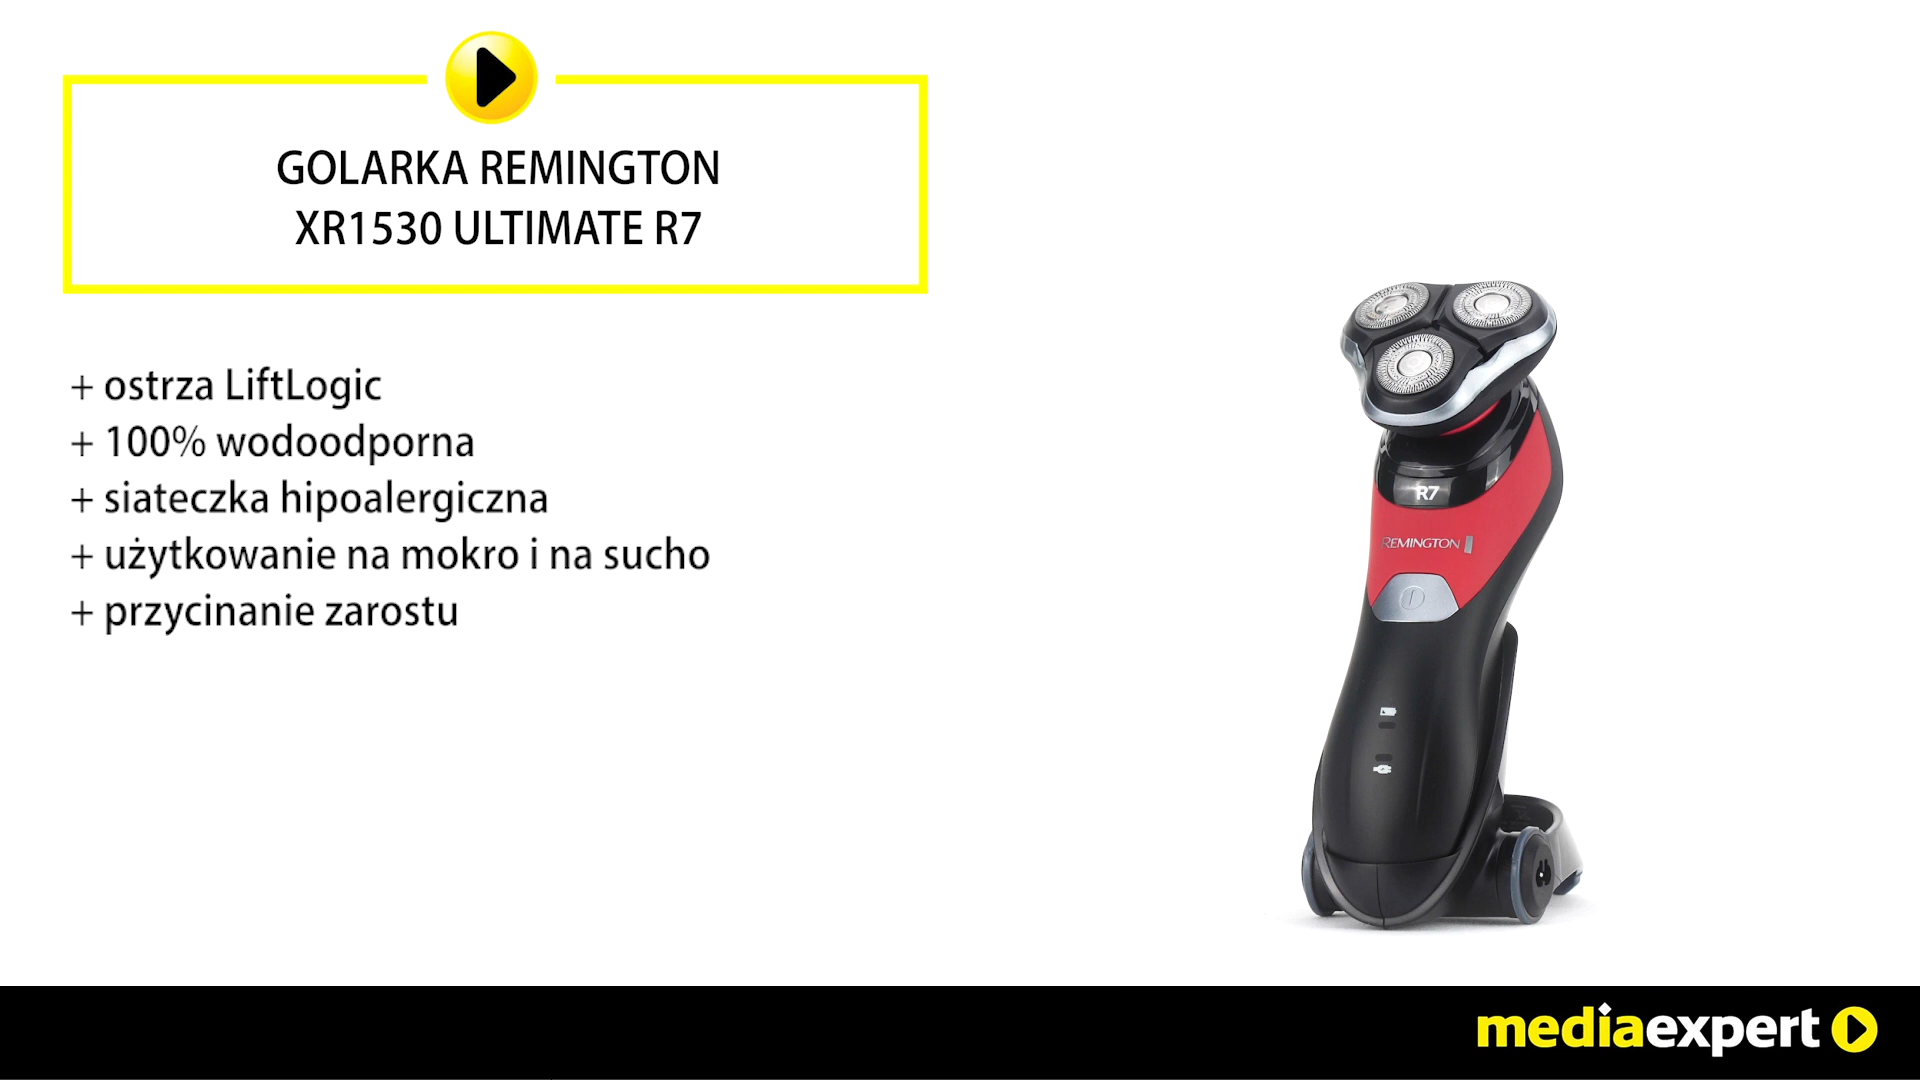 GOLARKA REMINGTON
XR1530 ULTIMATE R7
+ ostrza LiftLogic
+ 100% wodoodporna
+ siateczka hipoalergiczna
+ użytkowanie na mokro i na sucho
+ przycinanie zarostu
R7
REMINGTON
mediaexpert